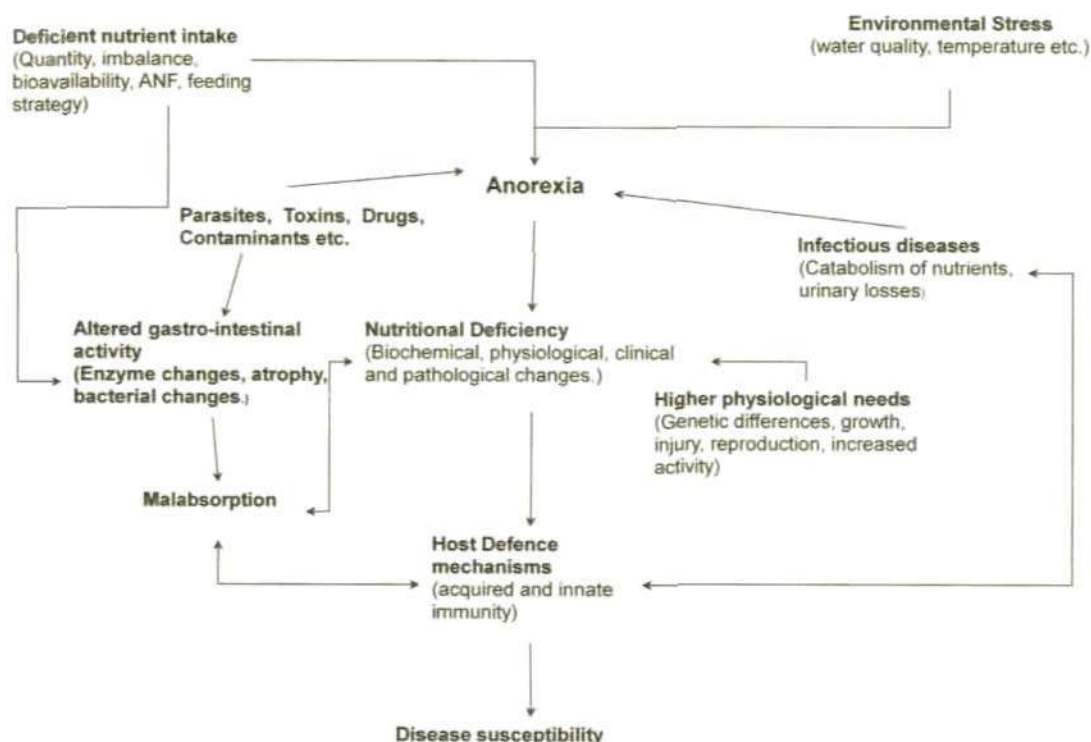 Deficient nutrient intake
(Quantity, imbalance,
bioavailability, ANF, feeding
strategy)
Environmental Stress
(water quality, temperature etc.)
Anorexia
Parasites, Toxins, Drugs,
Contaminants etc.
Infectious diseases
(Catabolism of nutrients,
urinary losses)
Altered gastro-intestinal
activity
(Enzyme changes, atrophy,
bacterial changes.)
Nutritional Deficiency
(Biochemical, physiological, clinical
and pathological changes.)
Higher physiological needs
(Genetic differences, growth,
injury, reproduction, increased
activity)
Malabsorption
Host Defence
mechanisms
(acquired and innate
immunity)
Disease susceptibility